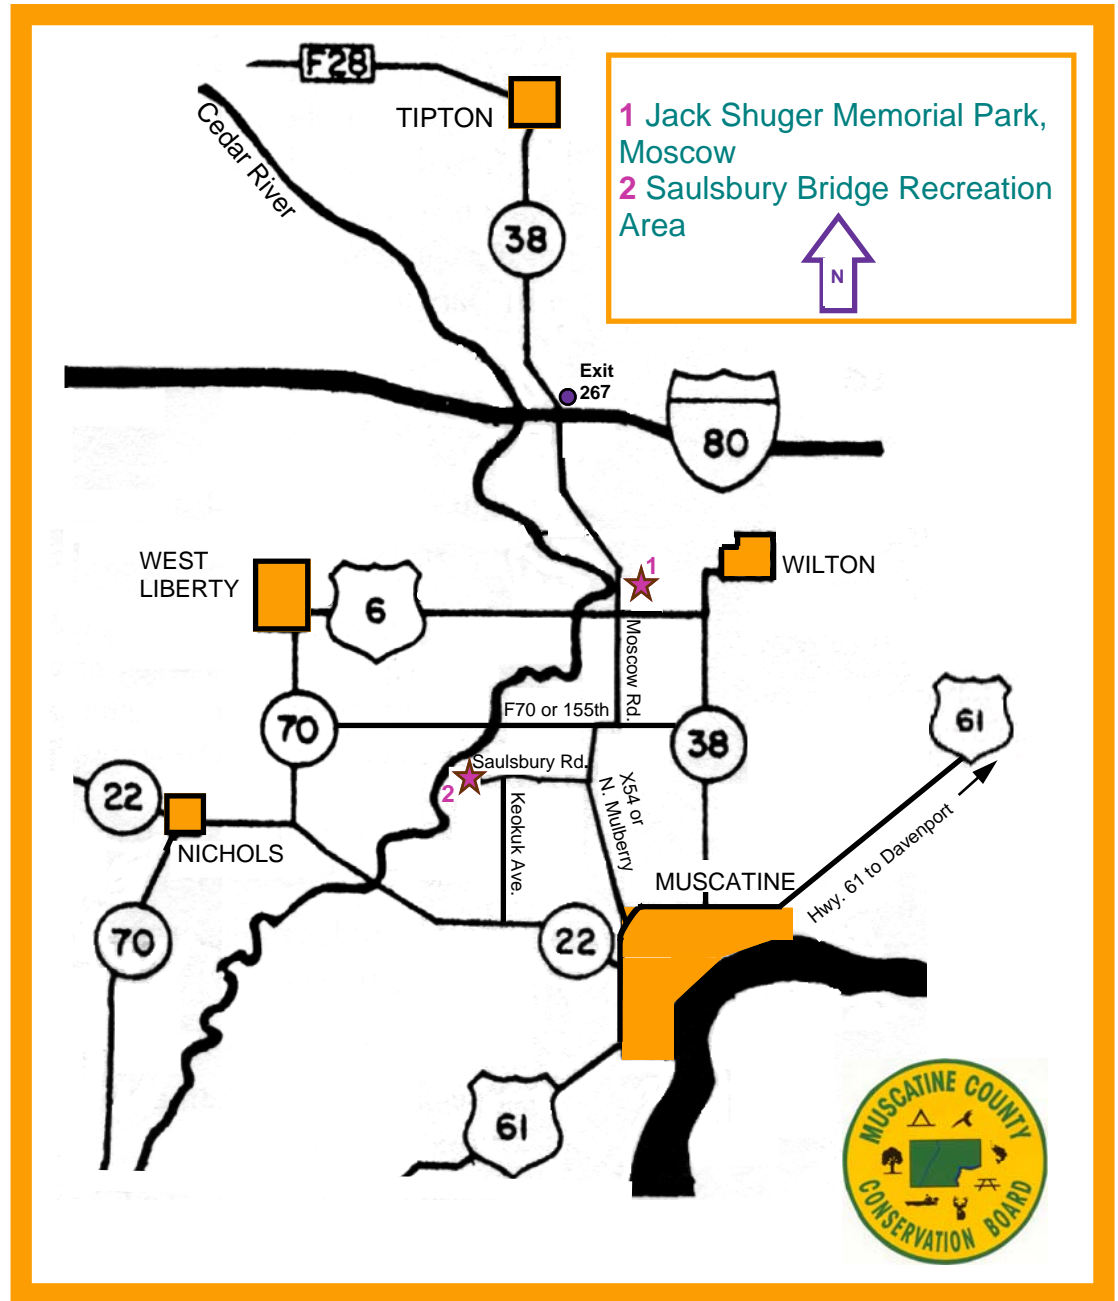 F28
TIPTON
Cedar River
1 Jack Shuger Memorial Park,
Moscow
2 Saulsbury Bridge Recreation
Area
N
38
Exit
267
80
WEST
LIBERTY
6
1
WILTON
Moscow Rd.
70
F70 or 155th
38
61
22
Saulsbury Rd.
2
Keokuk Ave.
X54 or
N. Mulberry
NICHOLS
MUSCATINE
Hwy. 61 to Davenport
70
22
61
MUSCATINE COUNTY
CONSERVATION BOARD